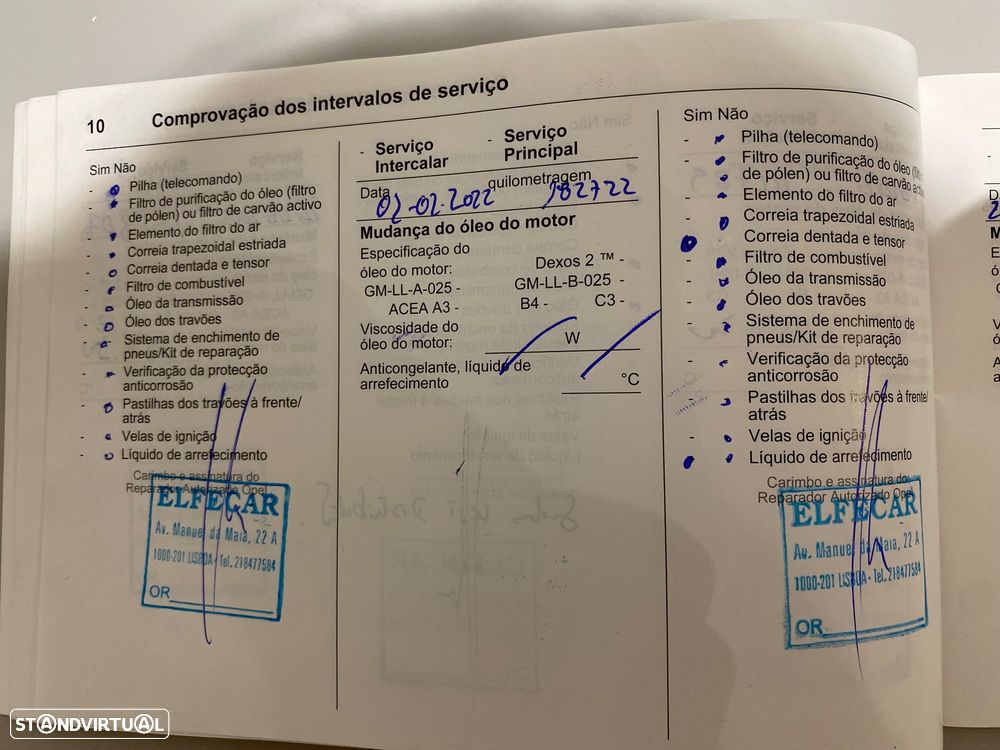 10 Comprovação dos intervalos de serviço
Sim Não
- Pilha (telecomando)
- Filtro de purificação do óleo (filtro
de pólen) ou filtro de carvão activo
- Elemento do filtro do ar
- Correia trapezoidal estriada
- Correia dentada e tensor
- Filtro de combustível
- Óleo da transmissão
- Óleo dos travões
- Sistema de enchimento de
pneus/Kit de reparação
- Verificação da protecção
anticorrosão
- Pastilhas dos travões à frente/
atrás
- Velas de ignição
- Líquido de arrefecimento
Carimbo e assinatura do
Reparador Autorizado Opel
ELFECAR
Av. Manuel da Maia, 22 A
1000-201 LISBOA - Tel. 218477584
OR
- Serviço - Serviço
Intercalar Principal
Data quilometragem
02-02-2022 182722
Mudança do óleo do motor
Especificação do
óleo do motor: Dexos 2 ™ -
GM-LL-A-025 - GM-LL-B-025 -
ACEA A3 - B4 - C3 -
Viscosidade do
óleo do motor: W
Anticongelante, líquido de
arrefecimento °C
Sim Não
- Pilha (telecomando)
- Filtro de purificação do óleo (filt
- de pólen) ou filtro de carvão activo
- Elemento do filtro do ar
- Correia trapezoidal estriada
Correia dentada e tensor
- Filtro de combustível
- Óleo da transmissão
- Óleo dos travões
- Sistema de enchimento de
pneus/Kit de reparação
- Verificação da protecção
anticorrosão
- Pastilhas dos travões à frente/
atrás
- Velas de ignição
Líquido de arrefecimento
Carimbo e assinatura do
Reparador Autorizado Opel
ELFECAR
Av. Manuel da Maia, 22 A
1000-201 LISBOA - Tel. 218477584
OR
STANDVIRTUAL